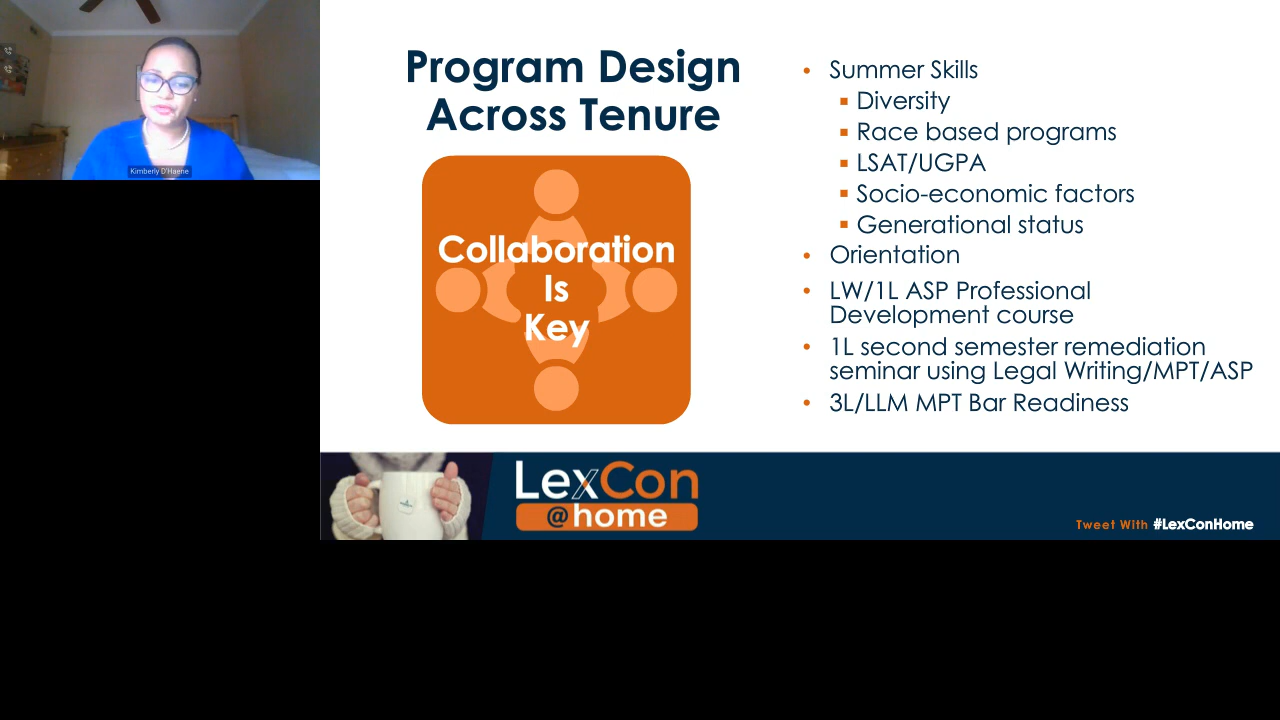 Kimberly D'Haene
Program Design
Across Tenure
Collaboration
Is
Key
• Summer Skills
▪ Diversity
▪ Race based programs
▪ LSAT/UGPA
▪ Socio-economic factors
▪ Generational status
• Orientation
• LW/1L ASP Professional
Development course
• 1L second semester remediation
seminar using Legal Writing/MPT/ASP
• 3L/LLM MPT Bar Readiness
LexCon
@home
Tweet With #LexConHome